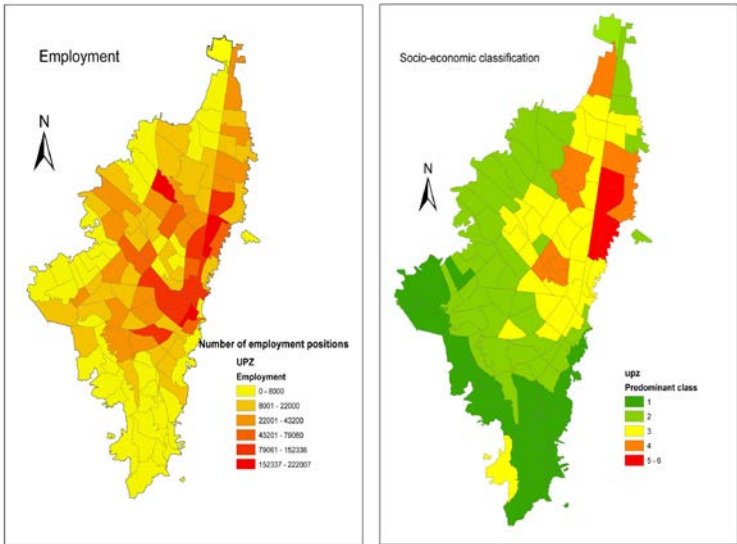 Employment
N
Number of employment positions
UPZ
Employment
0 - 8000
8001 - 22000
22001 - 43200
43201 - 79060
79061 - 152336
152337 - 222007
Socio-economic classification
N
upz
Predominant class
1
2
3
4
5 - 6